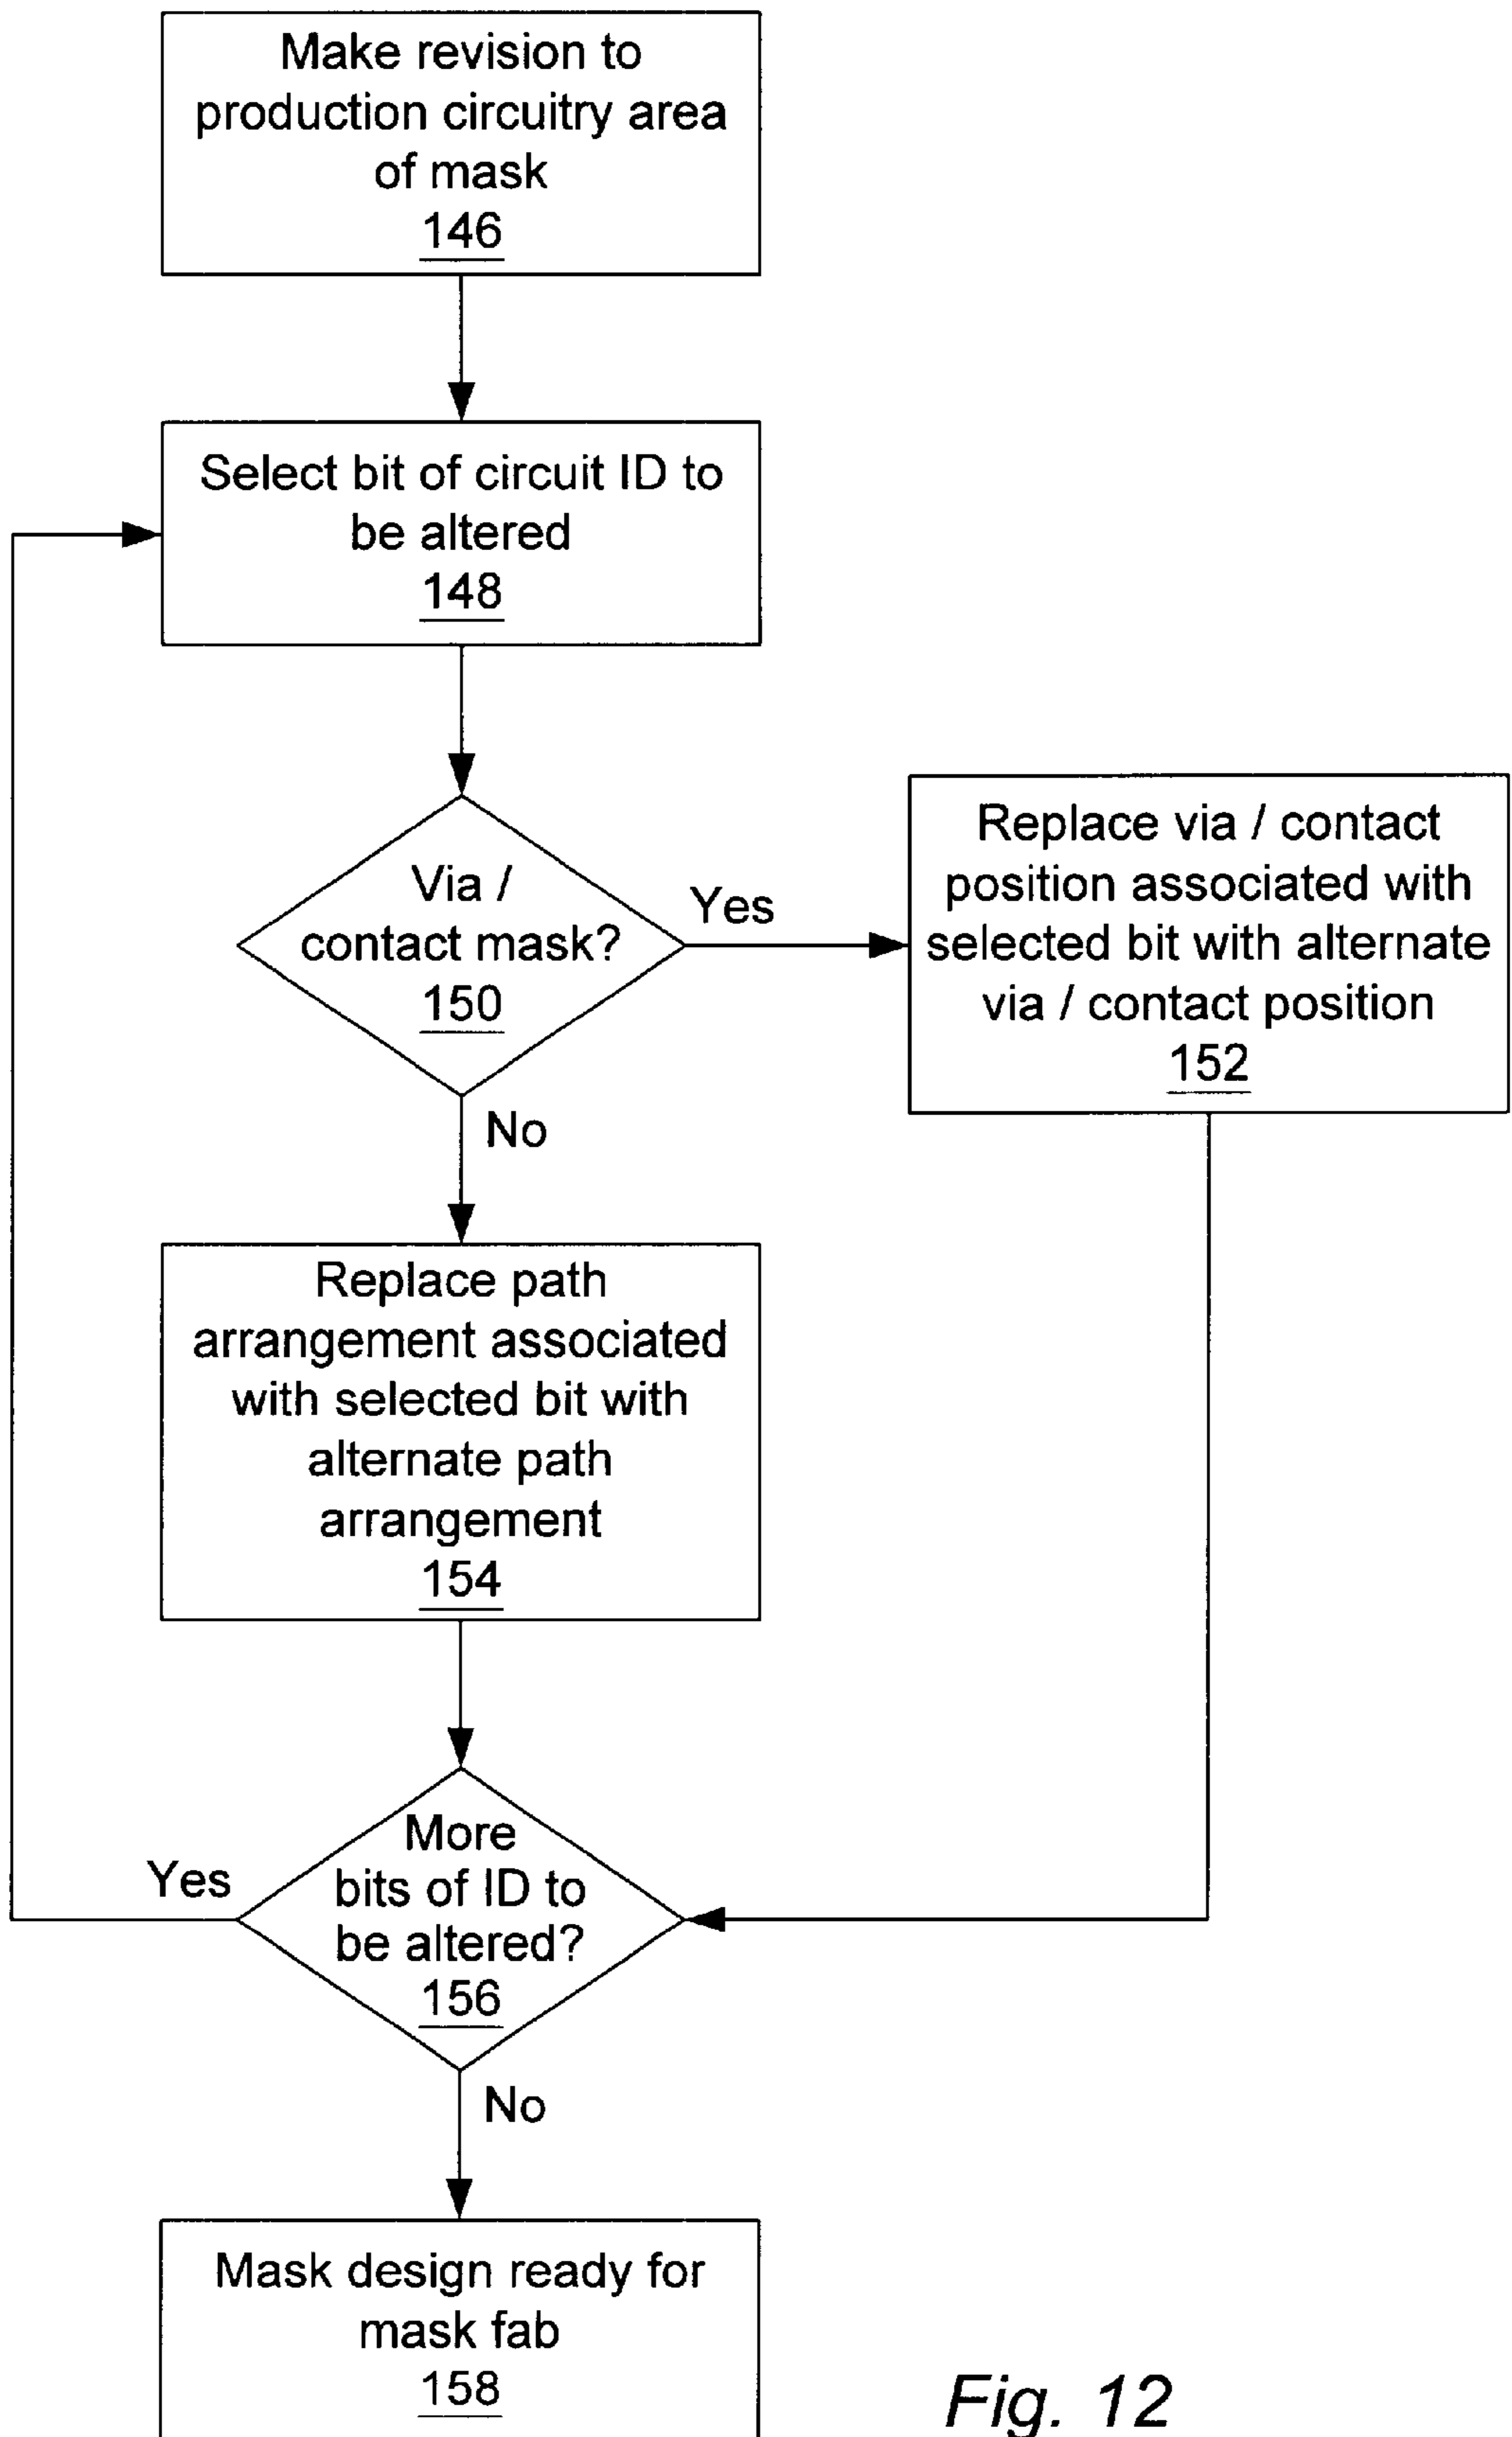 Make revision to
production circuitry area
of mask
146
Select bit of circuit ID to
be altered
148
Via /
contact mask?
150
Yes
Replace via / contact
position associated with
selected bit with alternate
via / contact position
152
No
Replace path
arrangement associated
with selected bit with
alternate path
arrangement
154
More
bits of ID to
be altered?
156
Yes
No
Mask design ready for
mask fab
158
Fig. 12